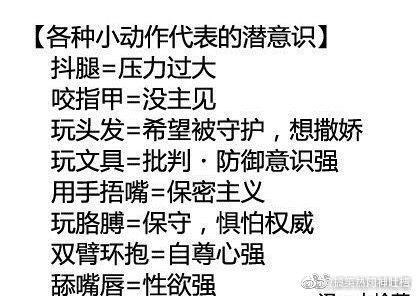 【各种小动作代表的潜意识】
抖腿=压力过大
咬指甲=没主见
玩头发=希望被守护，想撒娇
玩文具=批判·防御意识强
用手捂嘴=保密主义
玩胳膊=保守，惧怕权威
双臂环抱=自尊心强
舔嘴唇=性欲强